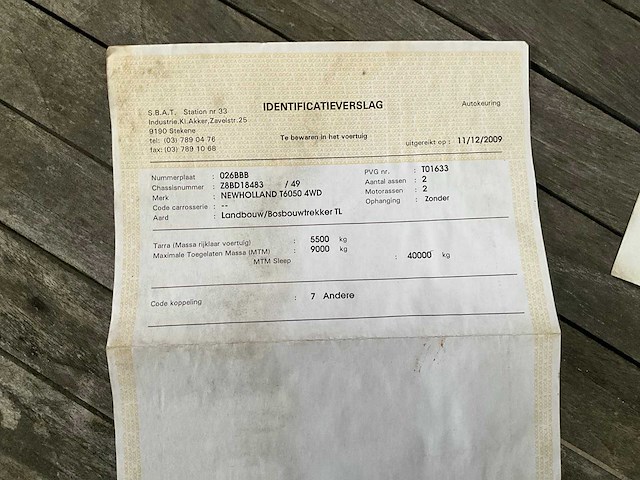 IDENTIFICATIEVERSLAG
Autokeuring
S.B.A.T. Station nr 33
Industrie.Kl.Akker,Zavelstr.25
9190 Stekene
tel: (03) 789 04 76
fax: (03) 789 10 68
Te bewaren in het voertuig
uitgereikt op : 11/12/2009
Nummerplaat : 026BBB
Chassisnummer : Z8BD18483 / 49
Merk : NEWHOLLAND T6050 4WD
Code carrosserie : --
Aard : Landbouw/Bosbouwtrekker TL
PVG nr. : T01633
Aantal assen : 2
Motorassen : 2
Ophanging : Zonder
Tarra (Massa rijklaar voertuig) : 5500 kg
Maximale Toegelaten Massa (MTM) : 9000 kg
MTM Sleep : 40000 kg
Code koppeling : 7 Andere